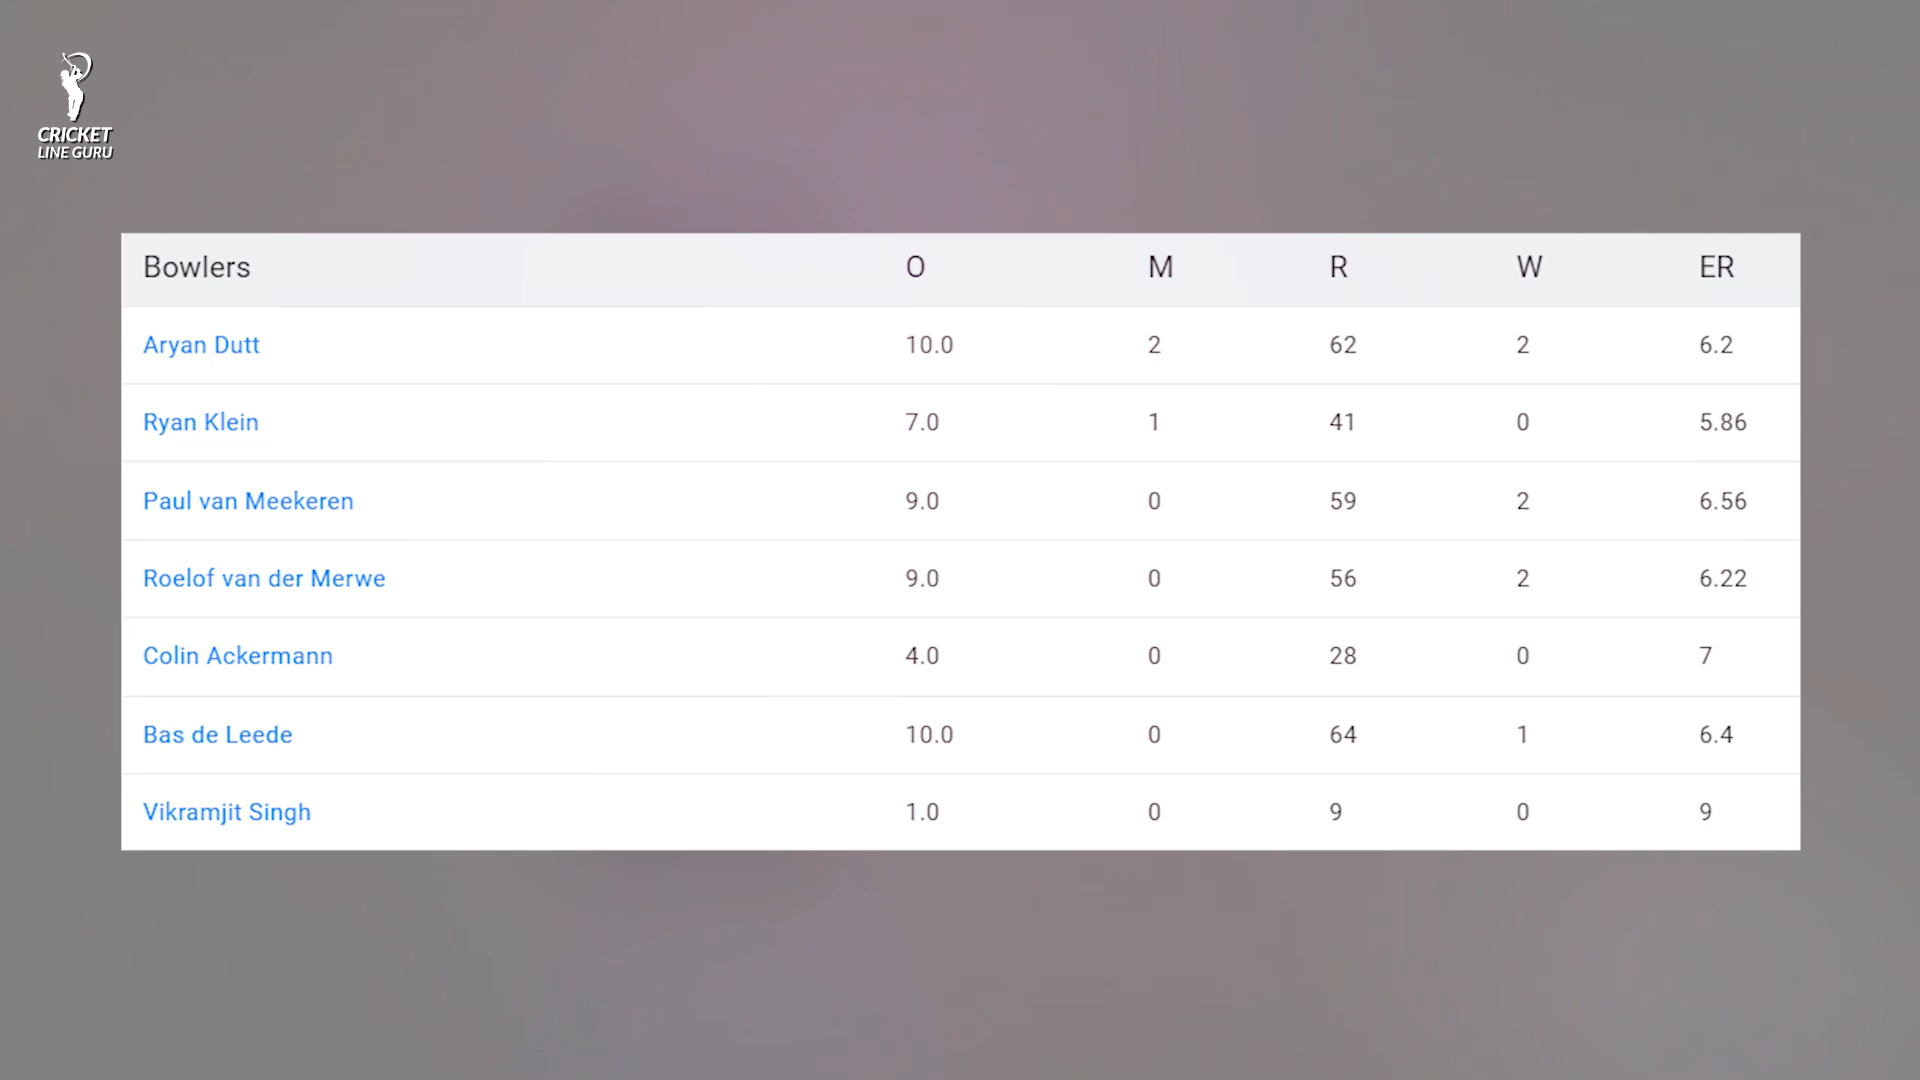 CRICKET
LINE GURU
Bowlers O M R W ER
Aryan Dutt 10.0 2 62 2 6.2
Ryan Klein 7.0 1 41 0 5.86
Paul van Meekeren 9.0 0 59 2 6.56
Roelof van der Merwe 9.0 0 56 2 6.22
Colin Ackermann 4.0 0 28 0 7
Bas de Leede 10.0 0 64 1 6.4
Vikramjit Singh 1.0 0 9 0 9